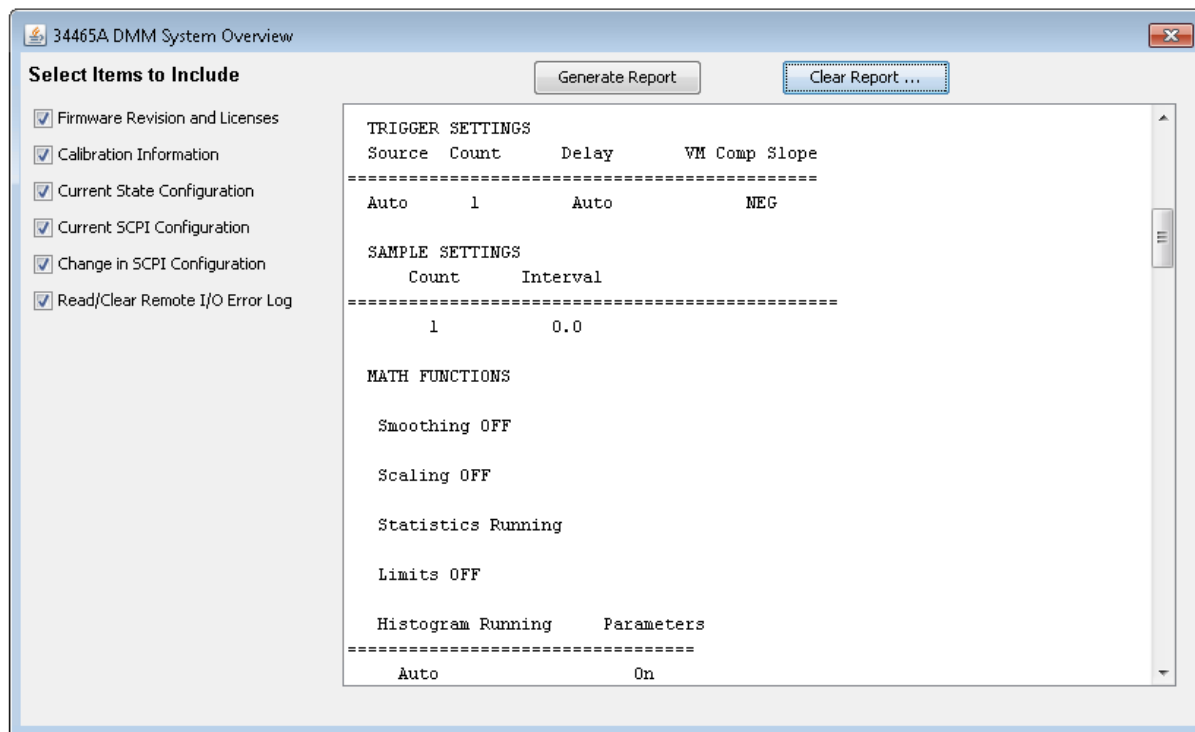 34465A DMM System Overview
Select Items to Include
Generate Report
Clear Report ...
Firmware Revision and Licenses
Calibration Information
Current State Configuration
Current SCPI Configuration
Change in SCPI Configuration
Read/Clear Remote I/O Error Log
TRIGGER SETTINGS
Source Count Delay VM Comp Slope
==============================================
Auto 1 Auto NEG
SAMPLE SETTINGS
Count Interval
================================================
1 0.0
MATH FUNCTIONS
Smoothing OFF
Scaling OFF
Statistics Running
Limits OFF
Histogram Running Parameters
==================================
Auto On